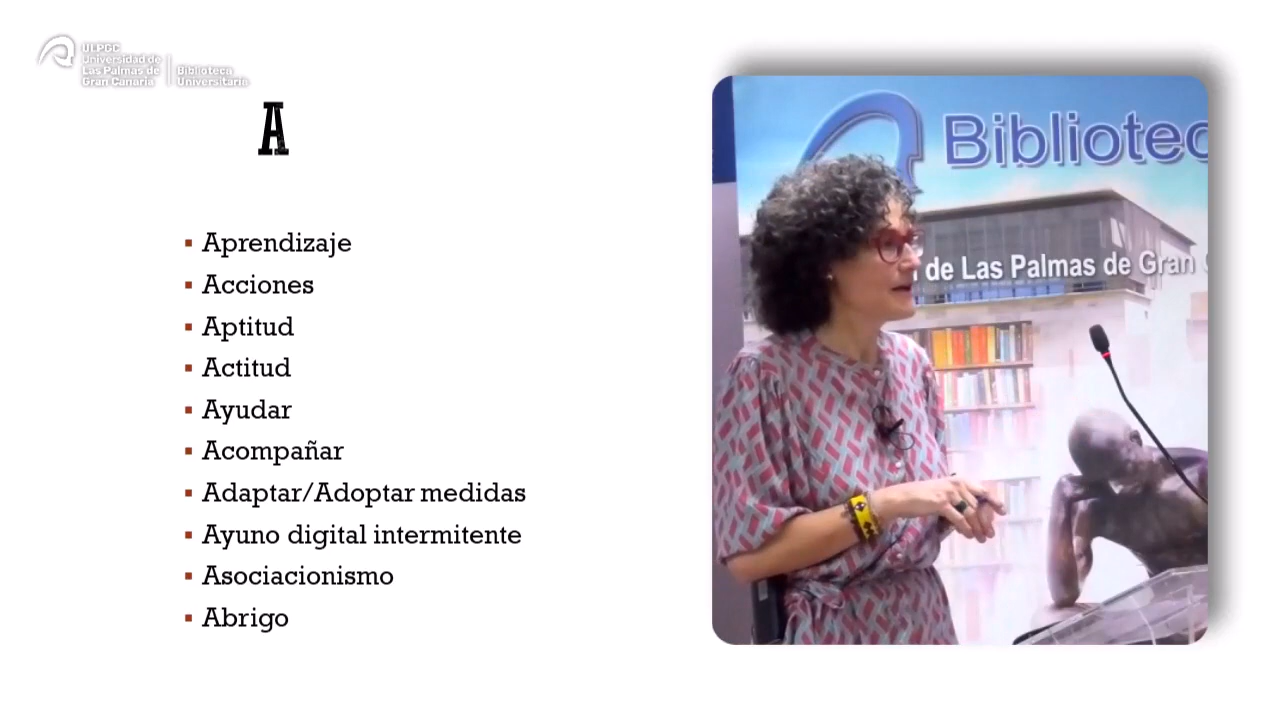 ULPGC
Universidad de
Las Palmas de
Gran Canaria
Biblioteca
Universitaria
A
Aprendizaje
Acciones
Aptitud
Actitud
Ayudar
Acompañar
Adaptar/Adoptar medidas
Ayuno digital intermitente
Asociacionismo
Abrigo
Bibliotec
de Las Palmas de Gran